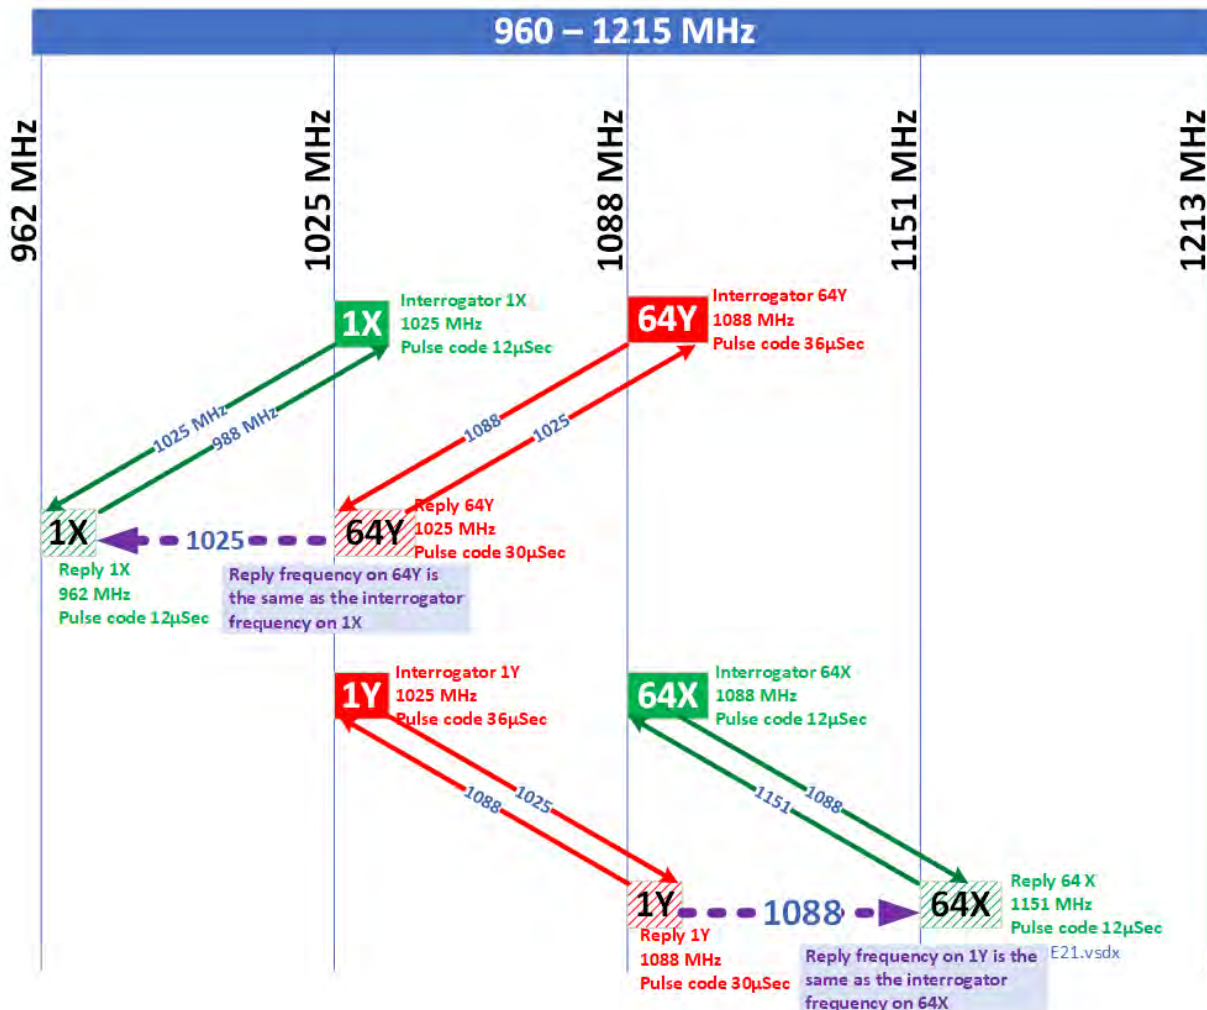 960 – 1215 MHz
962 MHz
1025 MHz
1088 MHz
1151 MHz
1213 MHz
1X
Interrogator 1X
1025 MHz
Pulse code 12µSec
64Y
Interrogator 64Y
1088 MHz
Pulse code 36µSec
1025 MHz
988 MHz
1088
1025
1X
1025
64Y
Reply 64Y
1025 MHz
Pulse code 30µSec
Reply 1X
962 MHz
Pulse code 12µSec
Reply frequency on 64Y is
the same as the interrogator
frequency on 1X
1Y
Interrogator 1Y
1025 MHz
Pulse code 36µSec
64X
Interrogator 64X
1088 MHz
Pulse code 12µSec
1088
1025
1151
1088
1Y
1088
64X
Reply 64 X
1151 MHz
Pulse code 12µSec
E21.vsdx
Reply 1Y
1088 MHz
Pulse code 30µSec
Reply frequency on 1Y is the
same as the interrogator
frequency on 64X